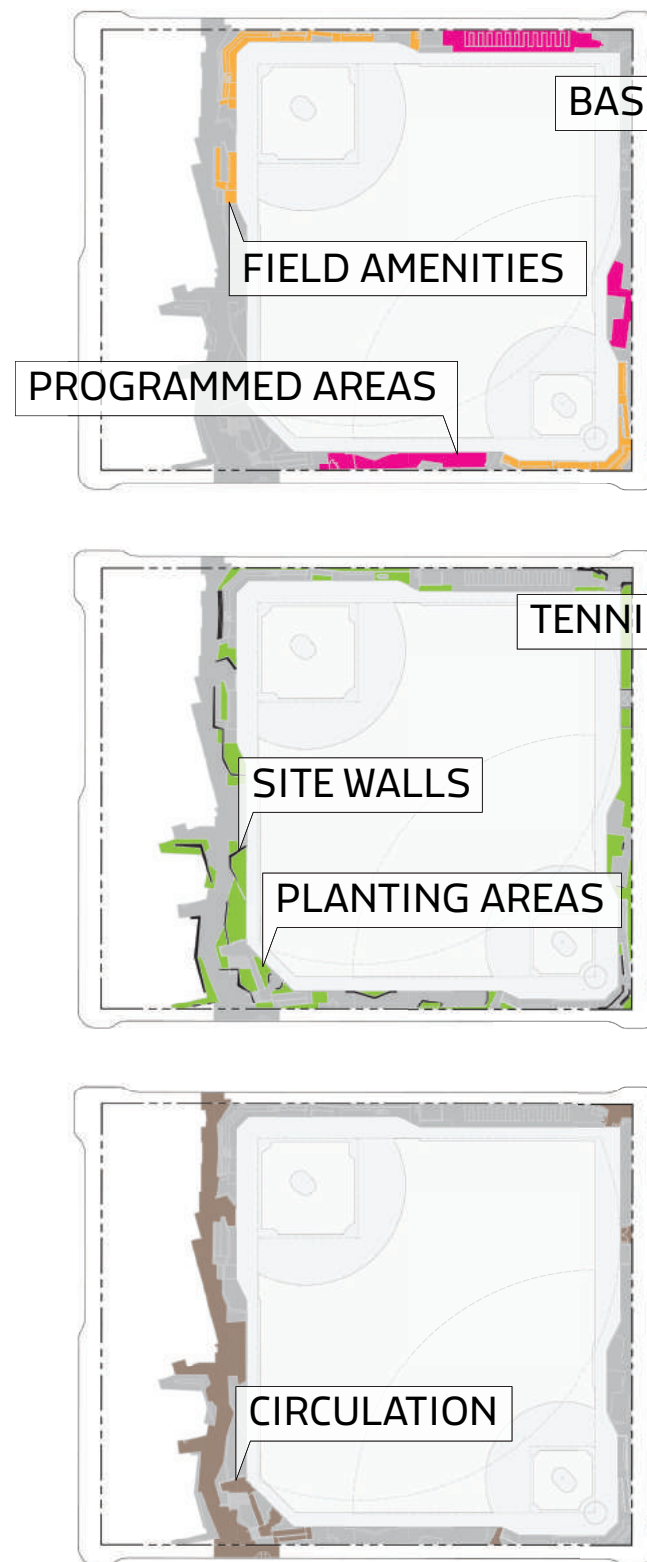 BAS
FIELD AMENITIES
PROGRAMMED AREAS
TENNI
SITE WALLS
PLANTING AREAS
CIRCULATION